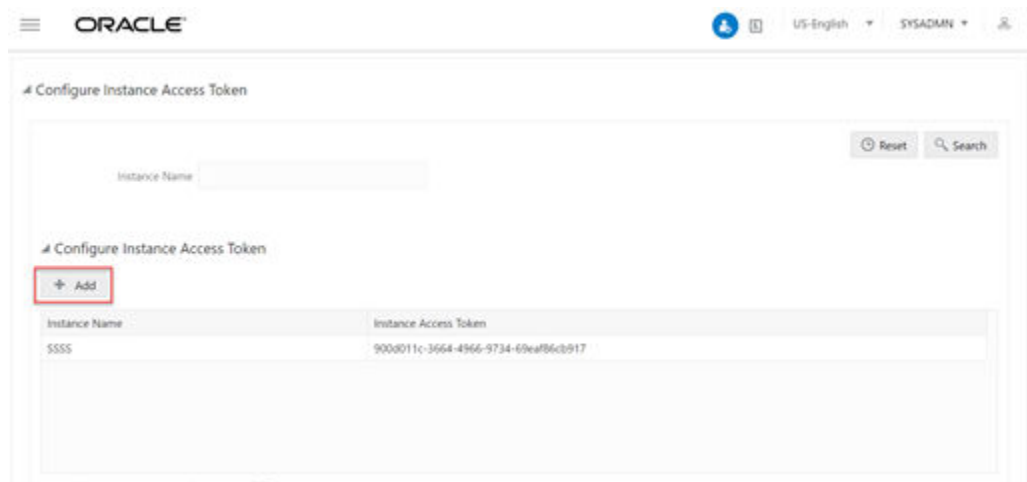 ORACLE
US-English SYSADMN
Configure Instance Access Token
Reset Search
Instance Name
Configure Instance Access Token
+ Add
Instance Name Instance Access Token
SSSS 900d011c-3664-4966-9734-69eaf86cb917